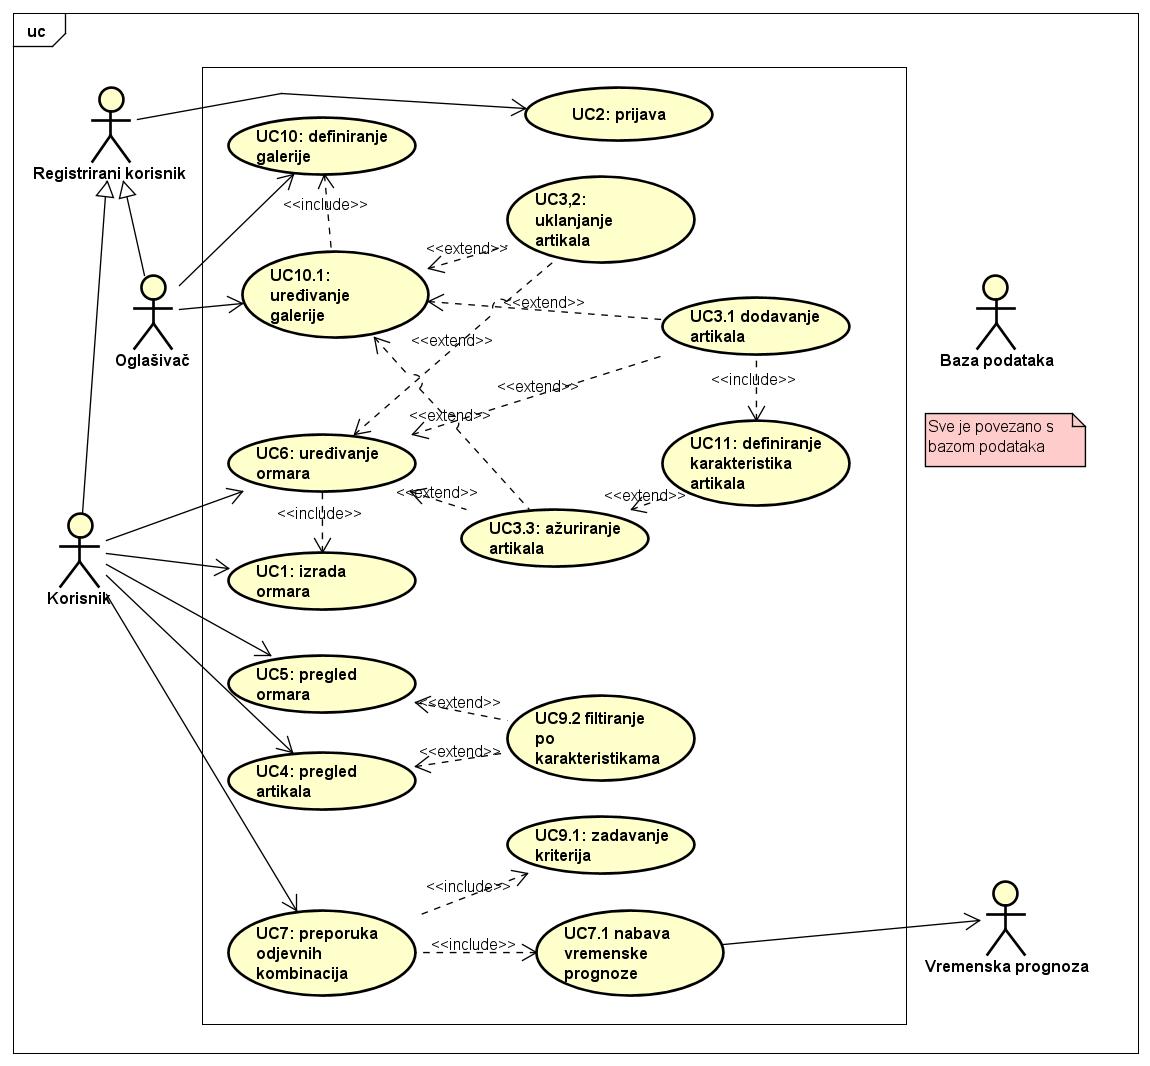 uc
Registrirani korisnik
UC2: prijava
UC10: definiranje
galerije
<<include>>
UC3,2:
uklanjanje
artikala
<<extend>>
UC10.1:
uređivanje
galerije
<<extend>>
UC3.1 dodavanje
artikala
Oglašivač
Baza podataka
<<extend>>
<<include>>
<<extend>>
<<extend>>
Sve je povezano s
bazom podataka
UC6: uređivanje
ormara
UC11: definiranje
karakteristika
artikala
<<extend>>
<<extend>>
<<include>>
UC3.3: ažuriranje
artikala
UC1: izrada
ormara
Korisnik
UC5: pregled
ormara
<<extend>>
UC9.2 filtiranje
po
karakteristikama
<<extend>>
UC4: pregled
artikala
UC9.1: zadavanje
kriterija
<<include>>
UC7: preporuka
odjevnih
kombinacija
<<include>>
UC7.1 nabava
vremenske
prognoze
Vremenska prognoza